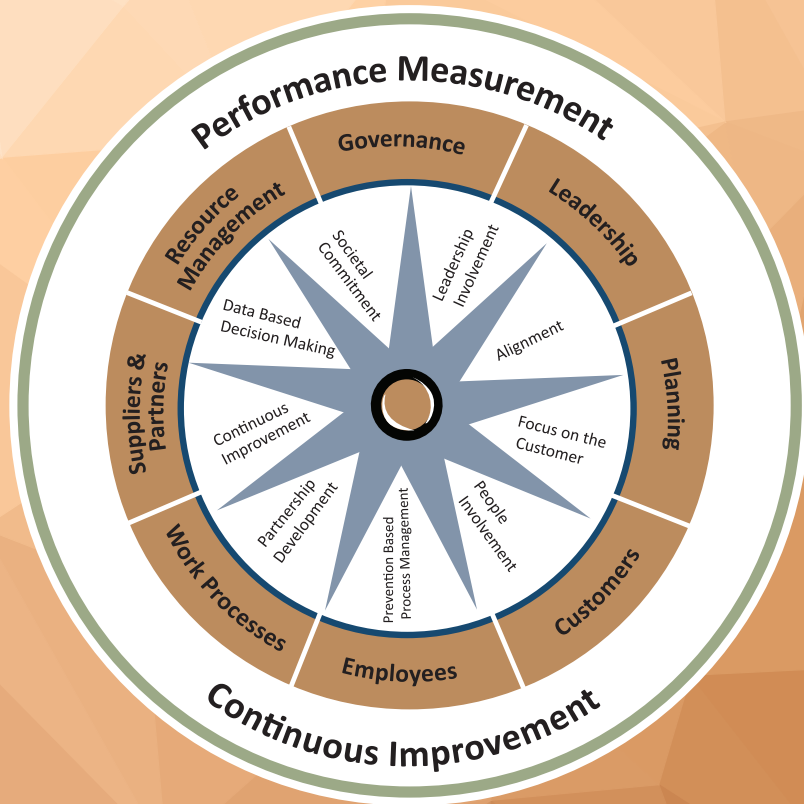 Performance Measurement
Governance
Leadership
Planning
Customers
Employees
Work Processes
Suppliers &
Partners
Resource
Management
Leadership
Involvement
Alignment
Focus on the
Customer
People
Involvement
Prevention Based
Process Management
Partnership
Development
Continuous
Improvement
Data Based
Decision Making
Societal
Commitment
Continuous Improvement